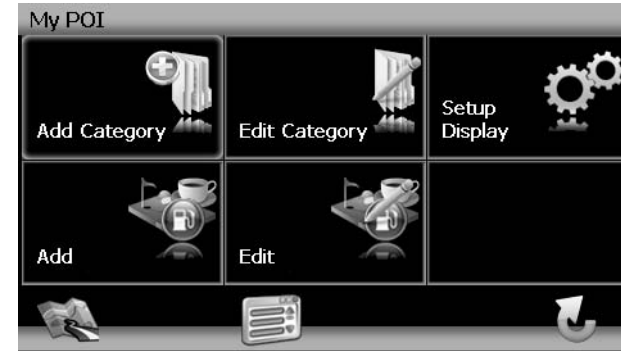 My POI
Add Category
Edit Category
Setup
Display
Add
Edit